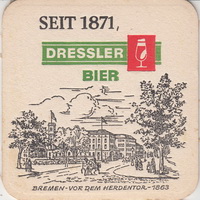 SEIT 1871,
DRESSLER
BIER
BREMEN-VOR DEM HERDENTOR-1863